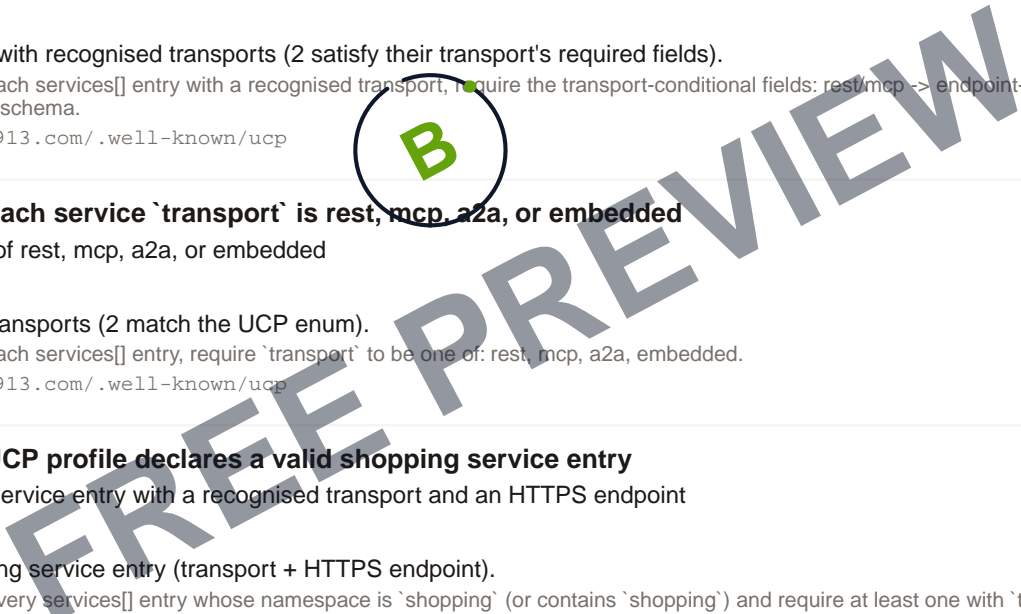 with recognised transports (2 satisfy their transport's required fields).
ach services[] entry with a recognised transport, require the transport-conditional fields: rest/mcp -> endpoint-
schema.
913.com/.well-known/ucp
B
ach service `transport` is rest, mcp, a2a, or embedded
of rest, mcp, a2a, or embedded
ansports (2 match the UCP enum).
ach services[] entry, require `transport` to be one of: rest, mcp, a2a, embedded.
913.com/.well-known/ucp
FREE PREVIEW
UCP profile declares a valid shopping service entry
service entry with a recognised transport and an HTTPS endpoint
ng service entry (transport + HTTPS endpoint).
very services[] entry whose namespace is `shopping` (or contains `shopping`) and require at least one with `t